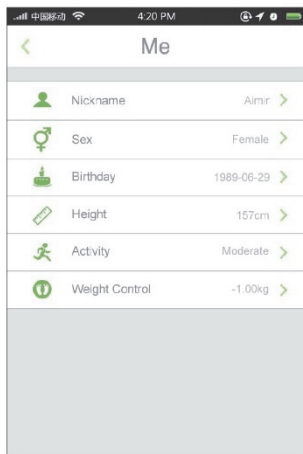 中国移动 4:20 PM
Me
Nickname Aimir
Sex Female
Birthday 1989-06-29
Height 157cm
Activity Moderate
Weight Control -1.00kg